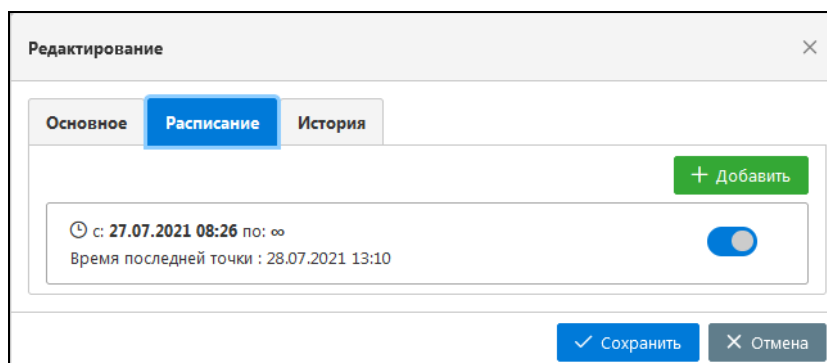 Редактирование
Основное Расписание История
Добавить
с: 27.07.2021 08:26 по: ∞
Время последней точки : 28.07.2021 13:10
Сохранить Отмена